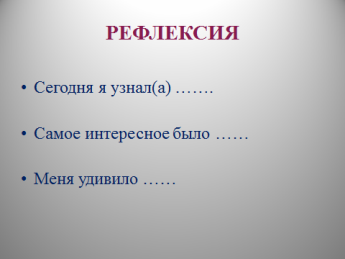 РЕФЛЕКСИЯ
• Сегодня я узнал(а) …….
• Самое интересное было ……
• Меня удивило ……